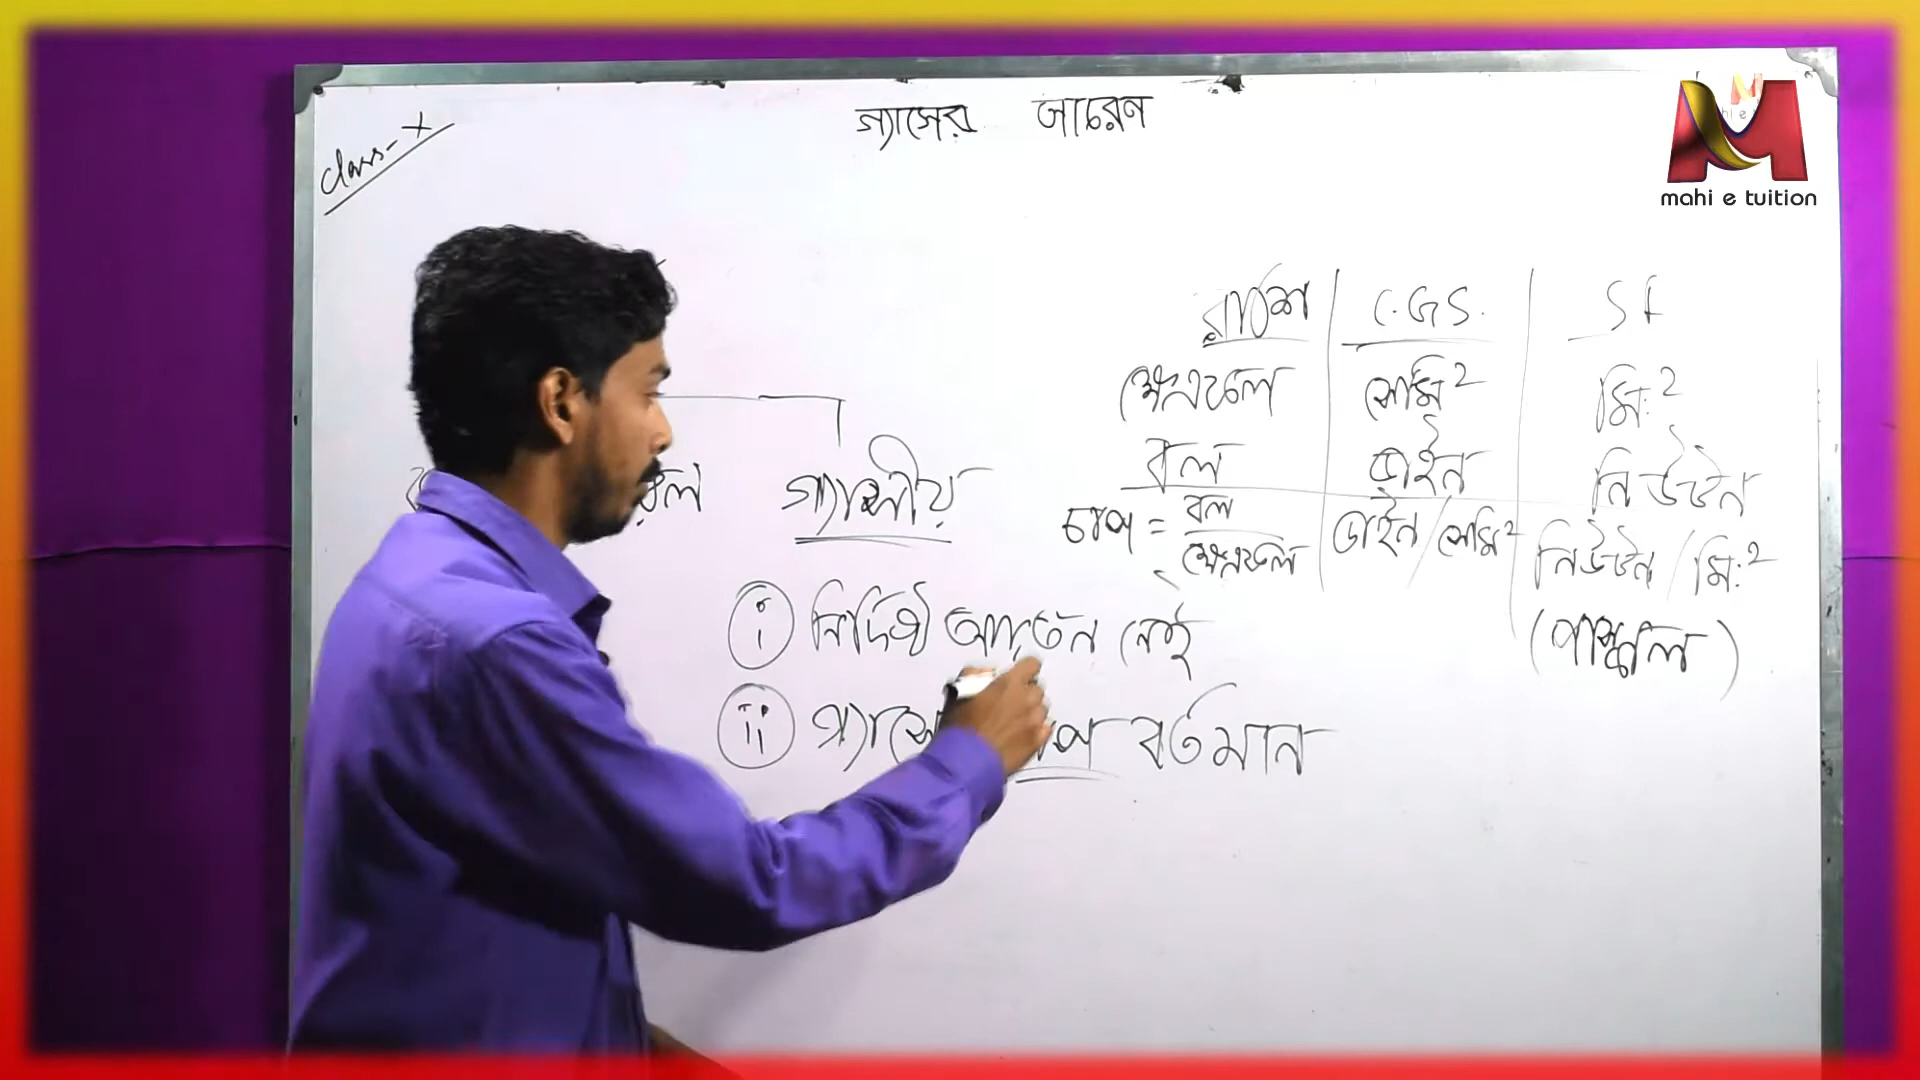 Class-X
গ্যাসের আচরণ
mahi e tuition
রাশি C.G.S. SI
ক্ষেত্রফল সেমি² মিঃ²
বল ডাইন নিউটন
চাপ = বল / ক্ষেত্রফল ডাইন / সেমি² নিউটন / মিঃ²
(পাস্কাল)
গ্যাসীয়
i নির্দিষ্ট আয়তন নেই
ii বর্তমান